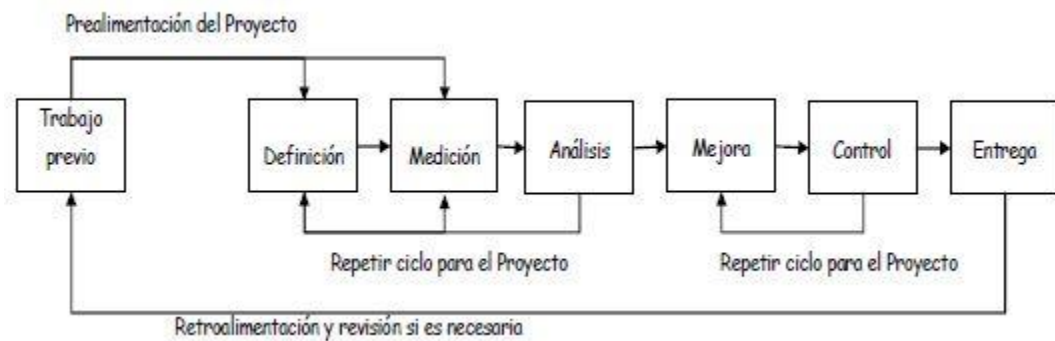 Prealimentación del Proyecto
Trabajo
previo
Definición
Medición
Análisis
Mejora
Control
Entrega
Repetir ciclo para el Proyecto
Repetir ciclo para el Proyecto
Retroalimentación y revisión si es necesaria